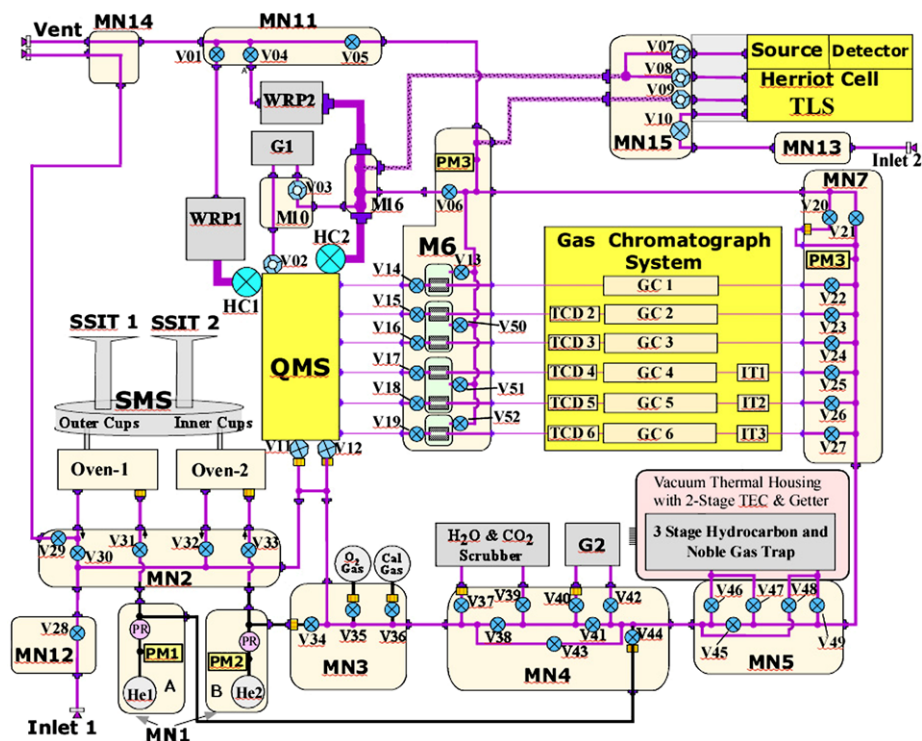 Vent
MN14
MN11
V01
V04
V05
A
WRP2
G1
V03
M10
M16
WRP1
HC2
V02
HC1
PM3
V06
M6
V07
V08
V09
V10
MN15
Source
Detector
Herriot Cell
TLS
MN13
Inlet 2
MN7
V20
V21
PM3
Gas Chromatograph
System
V14
V13
GC 1
V22
V15
TCD 2
GC 2
V23
V50
V16
TCD 3
GC 3
V24
V17
TCD 4
GC 4
IT1
V25
V51
V18
TCD 5
GC 5
IT2
V26
V52
V19
TCD 6
GC 6
IT3
V27
QMS
SSIT 1
SSIT 2
SMS
Outer Cups
Inner Cups
V11
V12
Oven-1
Oven-2
V29
V30
V31
V32
V33
MN2
O2
Gas
Cal
Gas
H2O & CO2
Scrubber
G2
Vacuum Thermal Housing
with 2-Stage TEC & Getter
3 Stage Hydrocarbon and
Noble Gas Trap
V28
MN12
Inlet 1
PR
PM1
He1
A
PR
PM2
He2
B
MN1
V34
V35
V36
MN3
V37
V39
V40
V42
V38
V41
V43
V44
MN4
V46
V47
V48
V45
V49
MN5